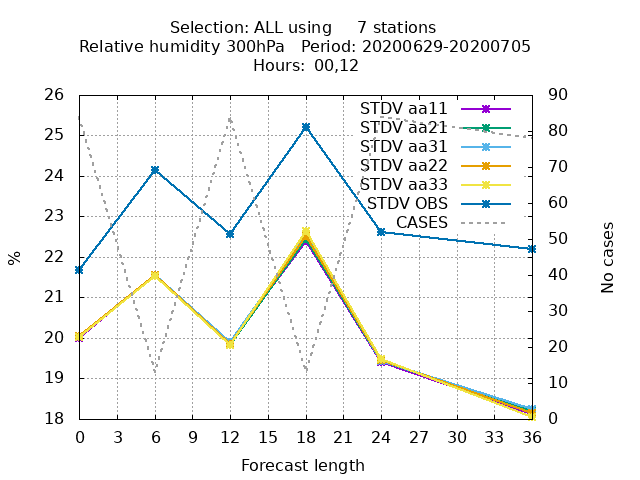 Selection: ALL using     7 stations
Relative humidity 300hPa   Period: 20200629-20200705
Hours:  00,12
26
25
24
23
22
21
20
19
18
%
90
80
70
60
50
40
30
20
10
0
No cases
STDV aa11
STDV aa21
STDV aa31
STDV aa22
STDV aa33
STDV OBS
CASES
0 3 6 9 12 15 18 21 24 27 30 33 36
Forecast length